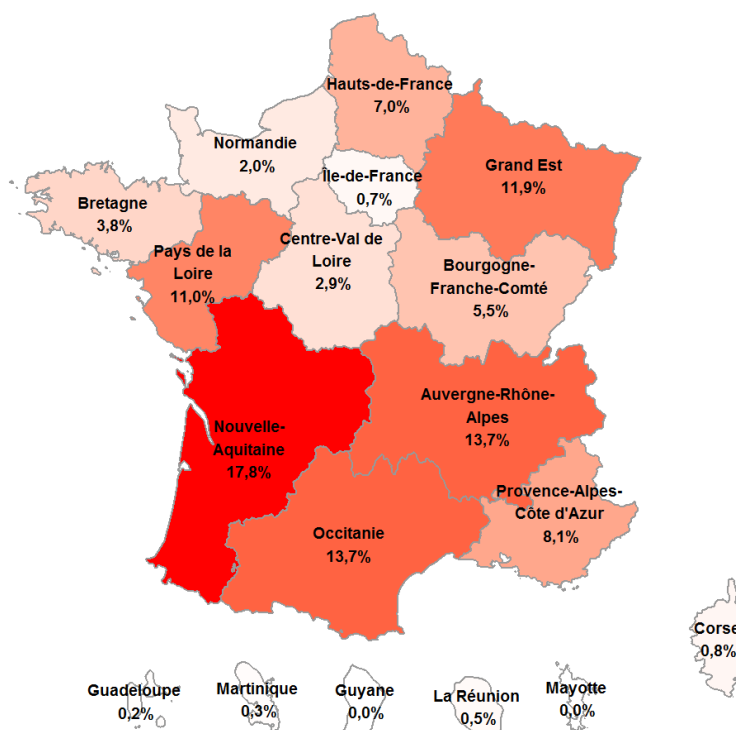 Hauts-de-France
7,0%
Normandie
2,0%
Île-de-France
0,7%
Grand Est
11,9%
Bretagne
3,8%
Pays de la
Loire
11,0%
Centre-Val de
Loire
2,9%
Bourgogne-
Franche-Comté
5,5%
Auvergne-Rhône-
Alpes
13,7%
Nouvelle-
Aquitaine
17,8%
Provence-Alpes-
Côte d'Azur
8,1%
Occitanie
13,7%
Corse
0,8%
Guadeloupe
0,2%
Martinique
0,3%
Guyane
0,0%
La Réunion
0,5%
Mayotte
0,0%